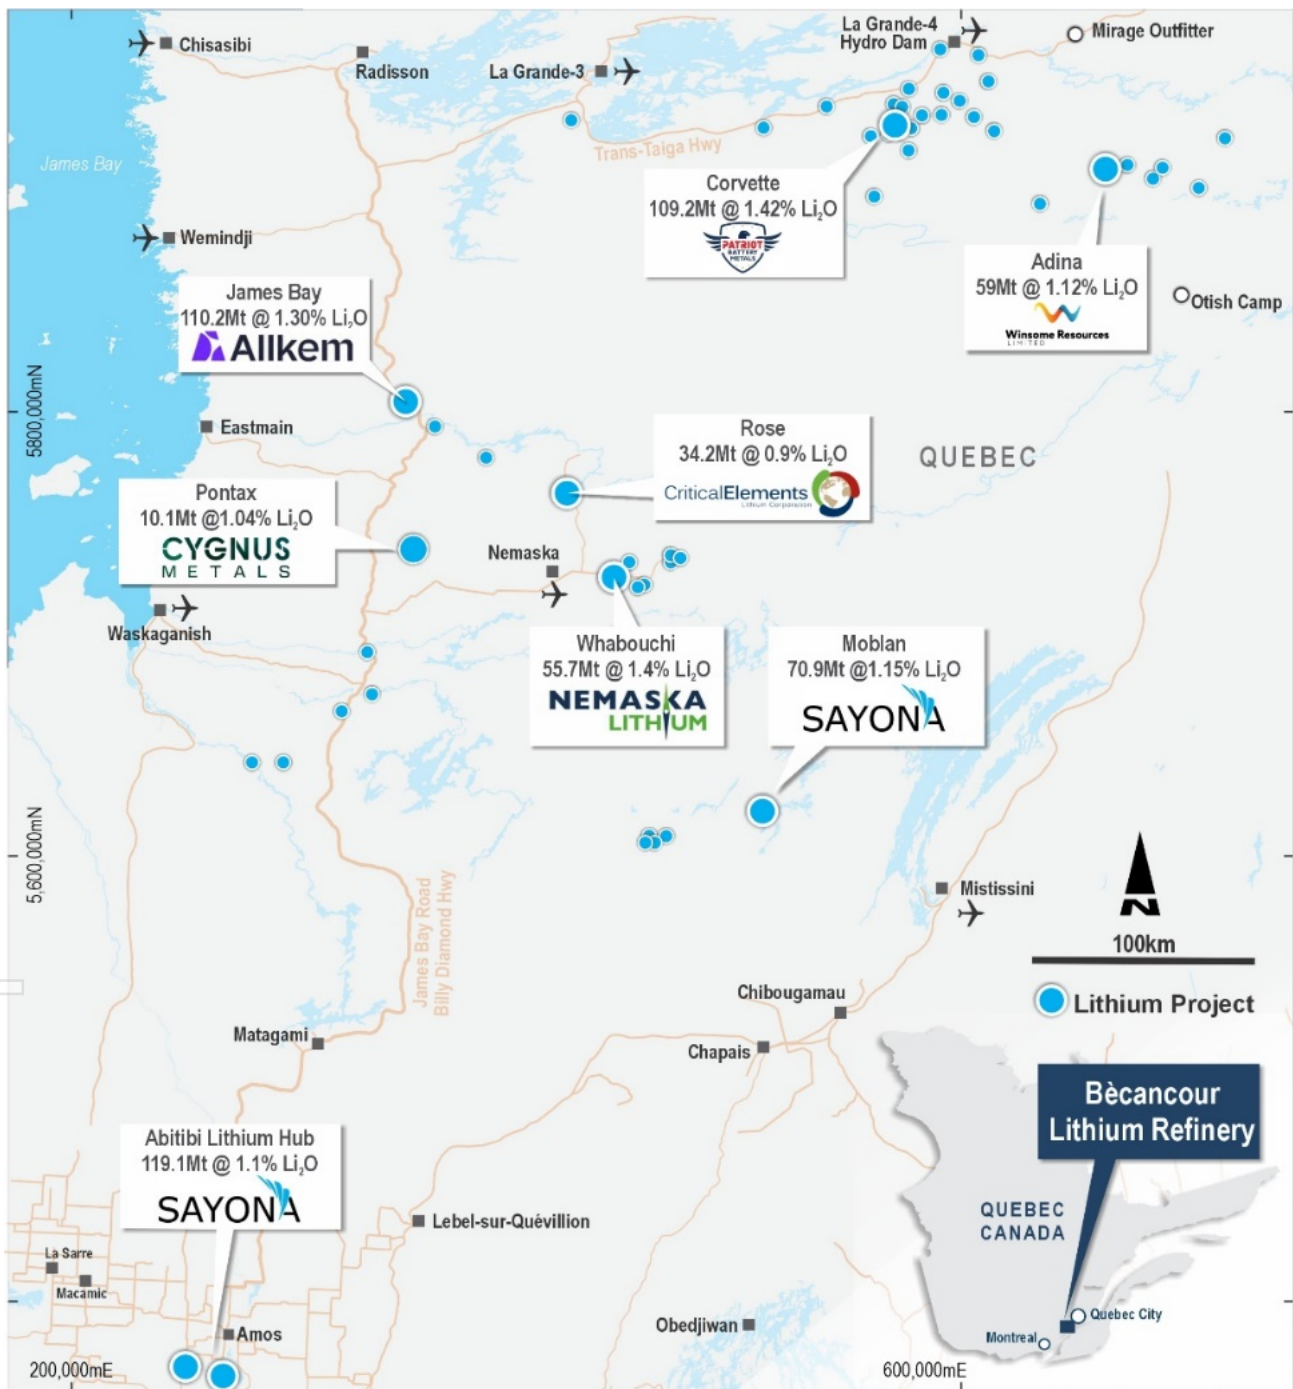 La Grande-4
Hydro Dam
Mirage Outfitter
Chisasibi
Radisson
La Grande-3
Trans-Taiga Hwy
James Bay
Corvette
109.2Mt @ 1.42% Li₂O
PATRIOT
BATTERY
METALS
Wemindji
Adina
59Mt @ 1.12% Li₂O
Winsome Resources
LIMITED
Otish Camp
James Bay
110.2Mt @ 1.30% Li₂O
Allkem
5800,000mN
Eastmain
Rose
34.2Mt @ 0.9% Li₂O
CriticalElements
Lithium Corporation
QUEBEC
Pontax
10.1Mt @1.04% Li₂O
CYGNUS
METALS
Nemaska
Waskaganish
Whabouchi
55.7Mt @ 1.4% Li₂O
NEMASKA
LITHIUM
Moblan
70.9Mt @1.15% Li₂O
SAYONA
5,600,000mN
James Bay Road
Billy Diamond Hwy
Mistissini
N
100km
Lithium Project
Chibougamau
Matagami
Chapais
Bècancour
Lithium Refinery
Abitibi Lithium Hub
119.1Mt @ 1.1% Li₂O
SAYONA
QUEBEC
CANADA
Lebel-sur-Quévillion
La Sarre
Macamic
Amos
Obedjiwan
Quebec City
Montreal
200,000mE
600,000mE